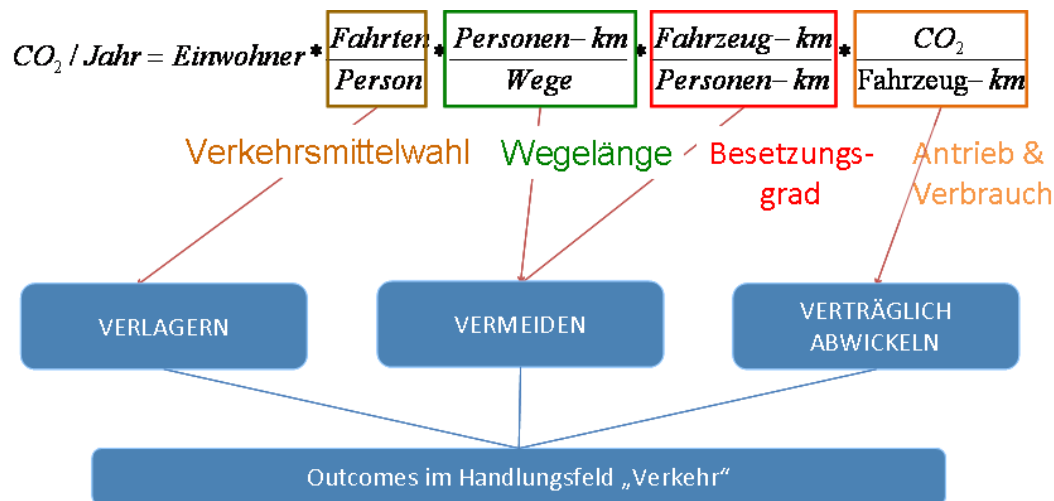 CO₂ / Jahr = Einwohner * Fahrten/Person * Personen–km/Wege * Fahrzeug–km/Personen–km * CO₂/Fahrzeug–km
Verkehrsmittelwahl
Wegelänge
Besetzungs-
grad
Antrieb &
Verbrauch
VERLAGERN
VERMEIDEN
VERTRÄGLICH
ABWICKELN
Outcomes im Handlungsfeld „Verkehr“